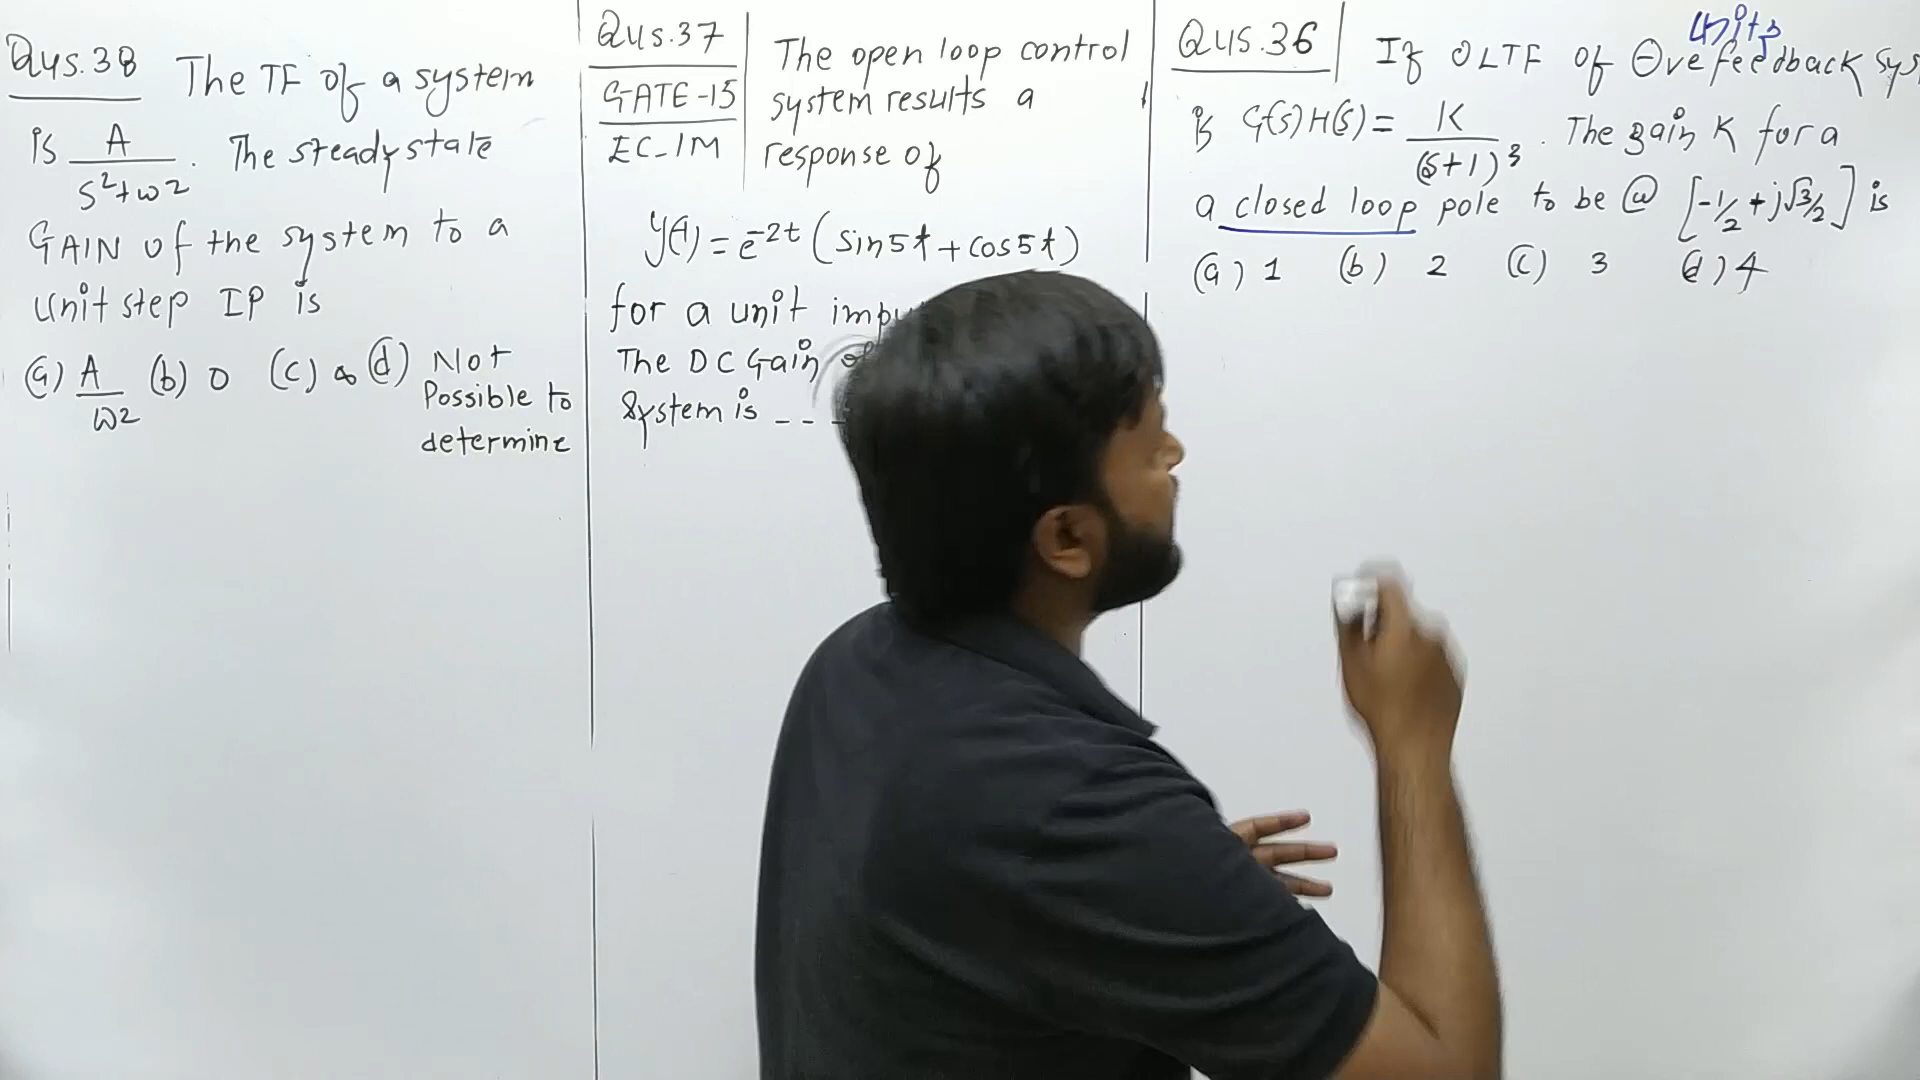 Qus.38 The TF of a system
is A / s²+ω² . The steady state
GAIN of the system to a
unit step IP is
(a) A/ω² (b) 0 (c) ∞ (d) Not
Possible to
determine
Qus.37
GATE-15
EC-1M
The open loop control
system results a
response of
y(t) = e^-2t (sin5t + cos5t)
for a unit
The DC Gain
System is - - -
Qus.36 If OLTF of ⊖ve feedback sys
unity
is G(s)H(s) = K / (s+1)³ . The gain K for a
a closed loop pole to be @ [-1/2 + j√3/2] is
(a) 1 (b) 2 (c) 3 (d) 4